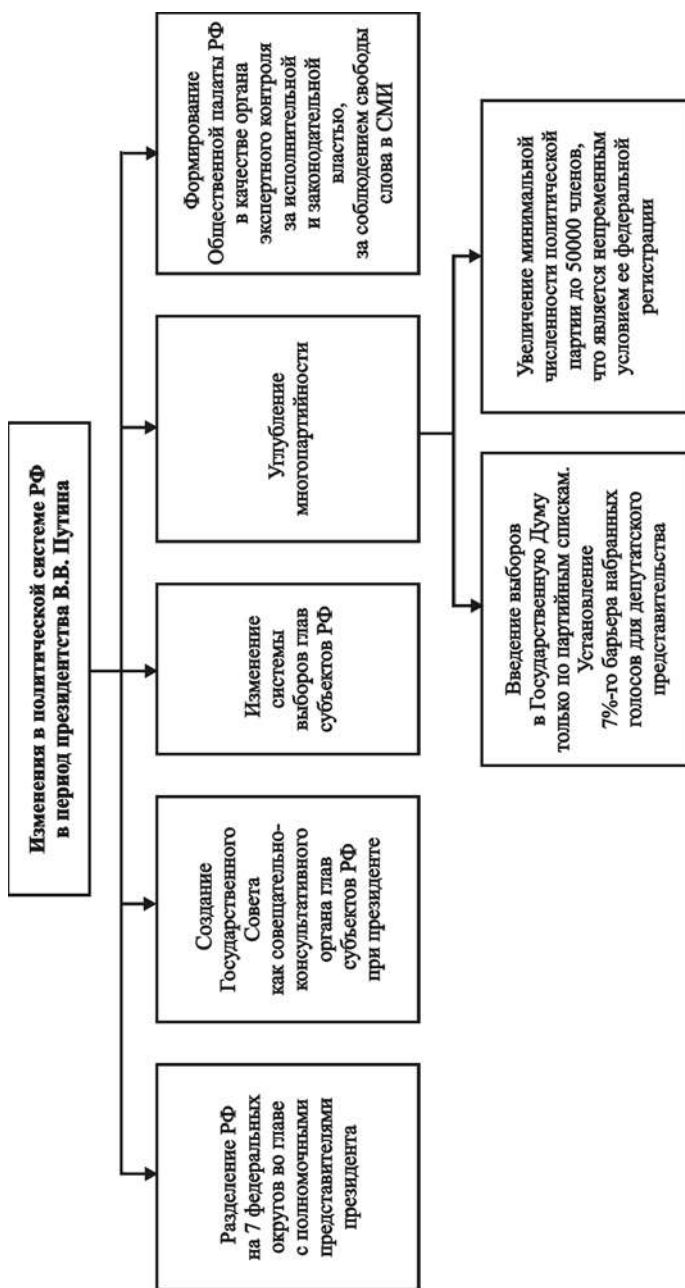 Изменения в политической системе РФ
в период президентства В.В. Путина
Разделение РФ
на 7 федеральных
округов во главе
с полномочными
представителями
президента
Создание
Государственного
Совета
как совещательно-
консультативного
органа глав
субъектов РФ
при президенте
Изменение
системы
выборов глав
субъектов РФ
Углубление
многопартийности
Формирование
Общественной палаты РФ
в качестве органа
экспертного контроля
за исполнительной
и законодательной
властью,
за соблюдением свободы
слова в СМИ
Введение выборов
в Государственную Думу
только по партийным спискам.
Установление
7%-го барьера набранных
голосов для депутатского
представительства
Увеличение минимальной
численности политической
партии до 50000 членов,
что является непременным
условием ее федеральной
регистрации